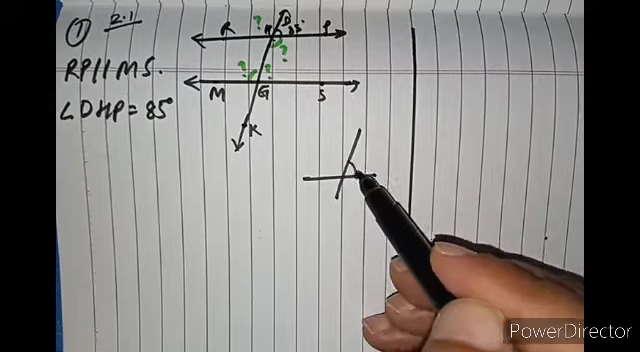 ① 2.1
RP // MS.
∠DHP = 85°
? D
R H 85° P
?
? ?
M G S
K
PowerDirector